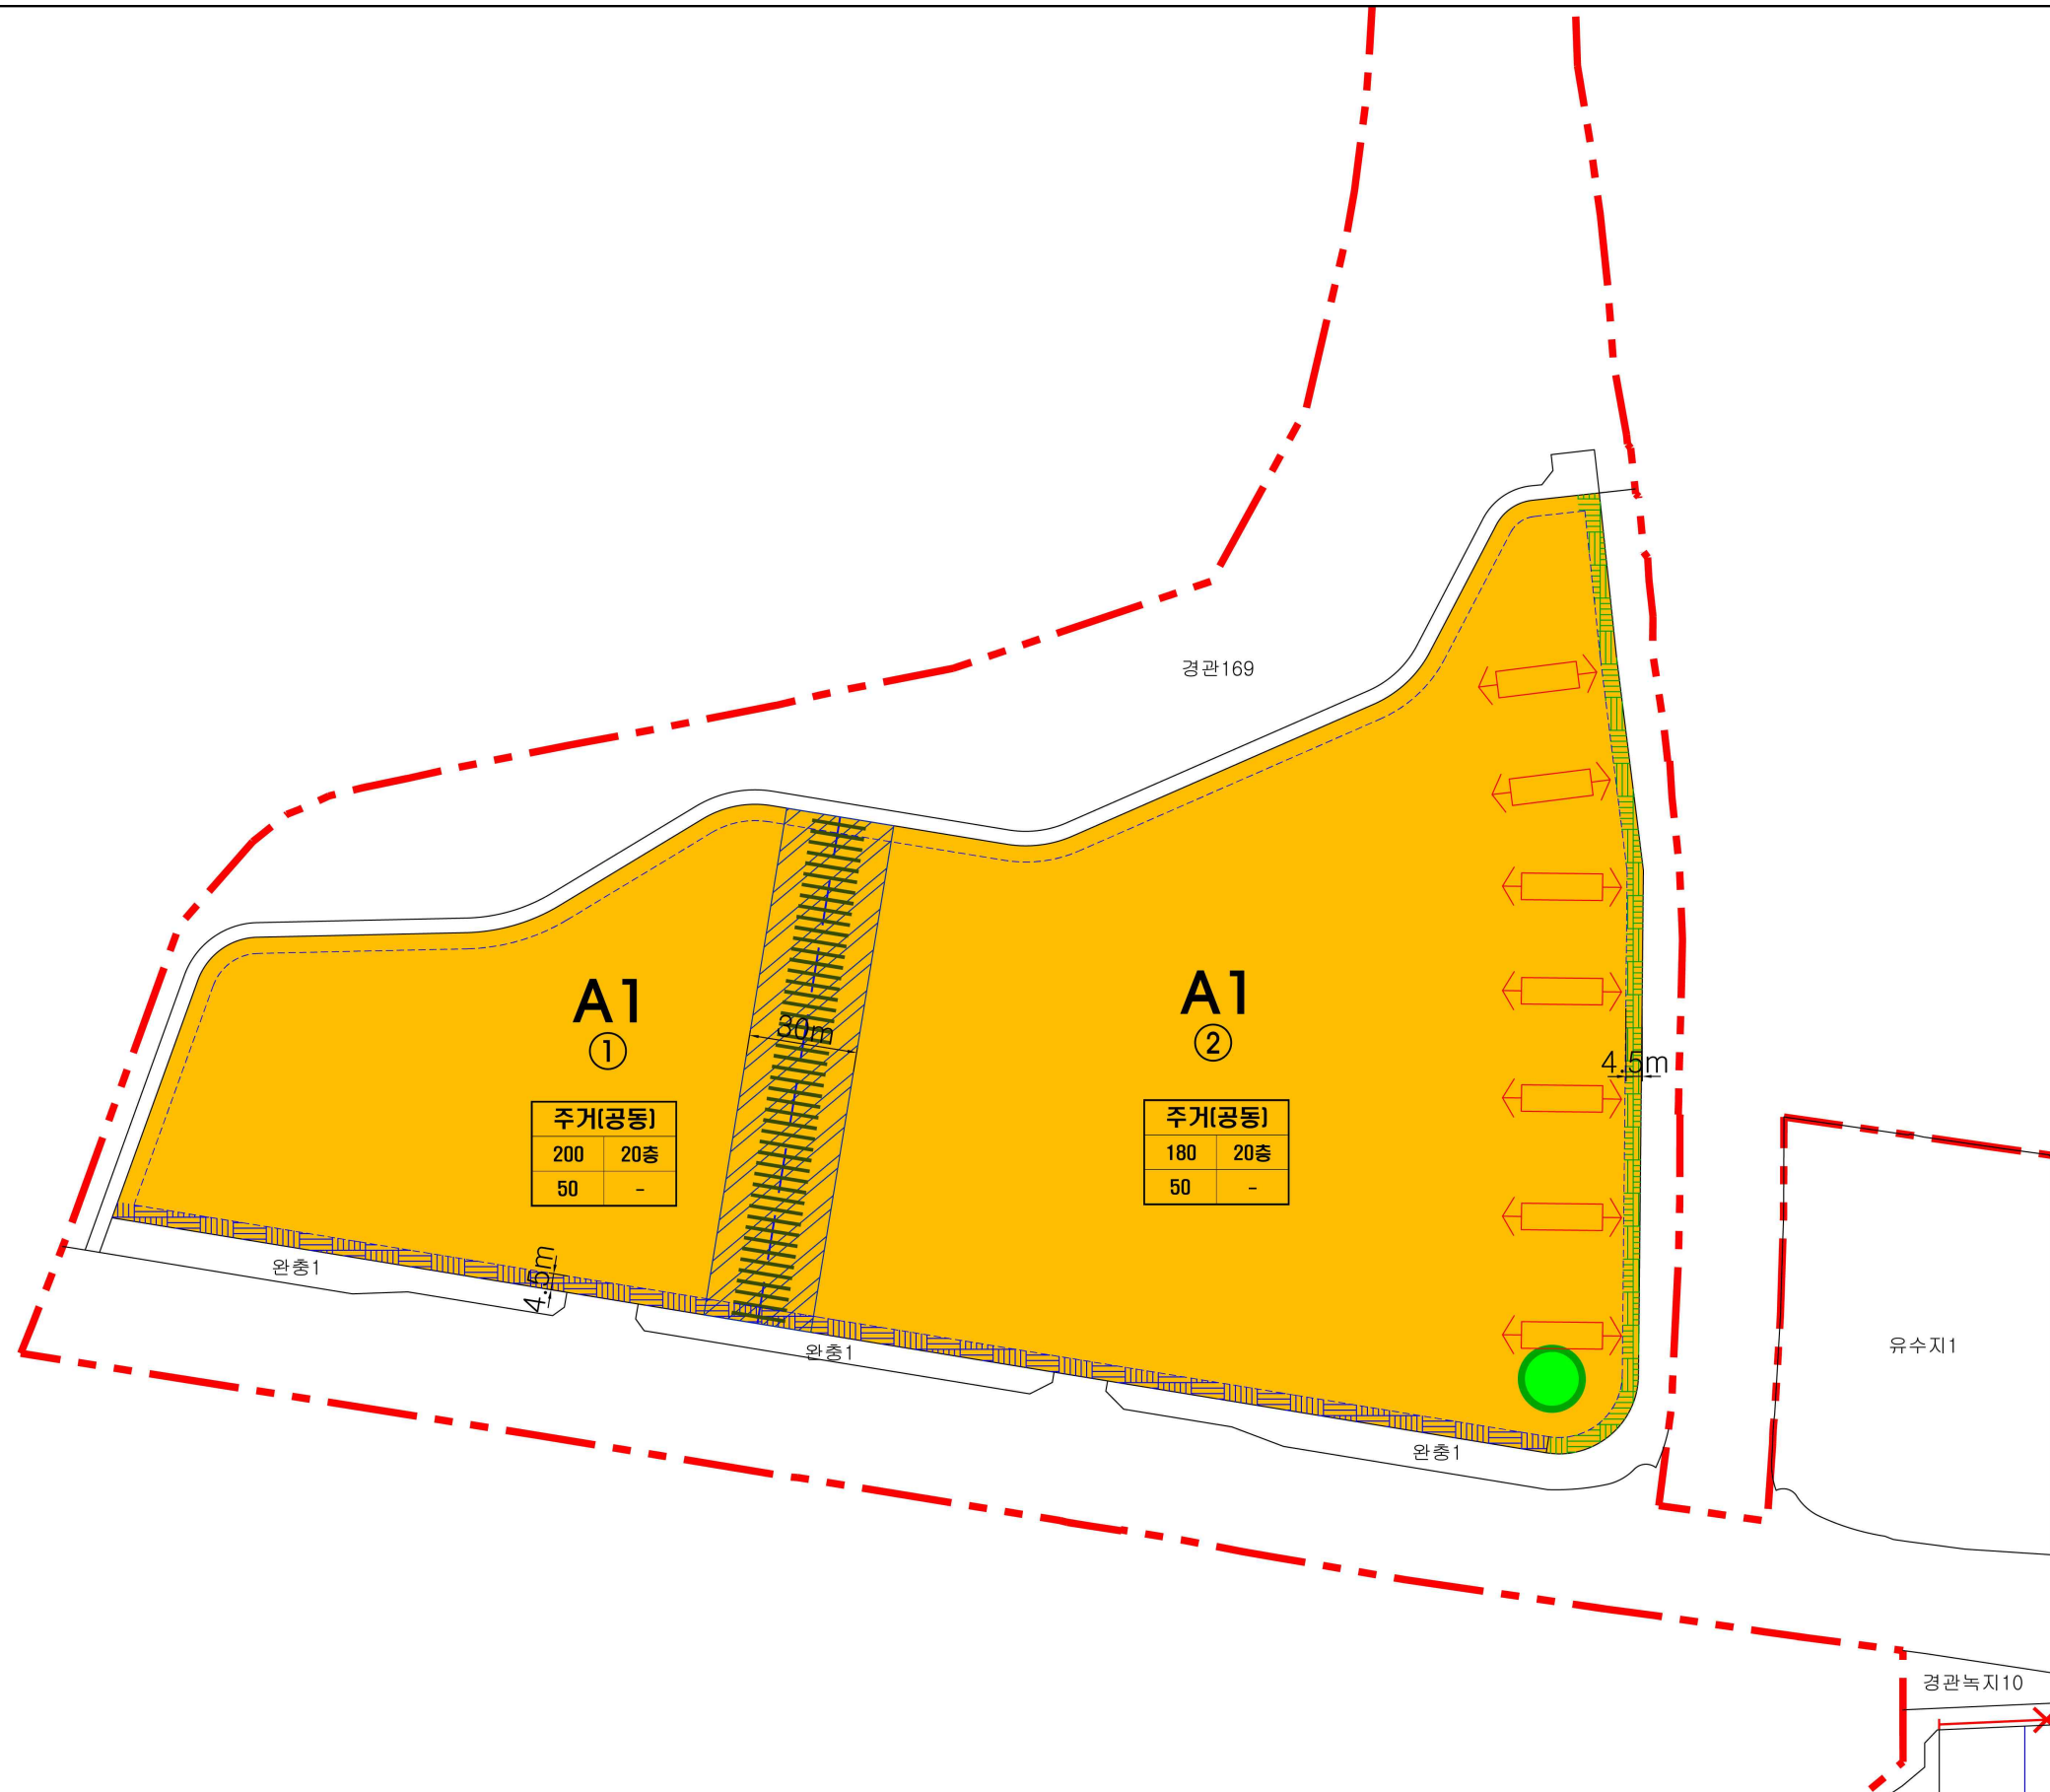 경관169
A1
①
30m
A1
②
4.5m
주거(공동)
200 20층
50 -
주거(공동)
180 20층
50 -
완충1
4.5m
완충1
유수지1
완충1
경관녹지10